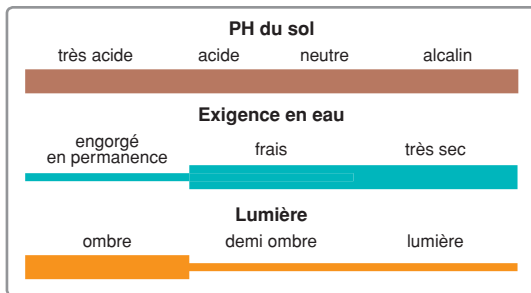 PH du sol
très acide acide neutre alcalin
Exigence en eau
engorgé
en permanence frais très sec
Lumière
ombre demi ombre lumière